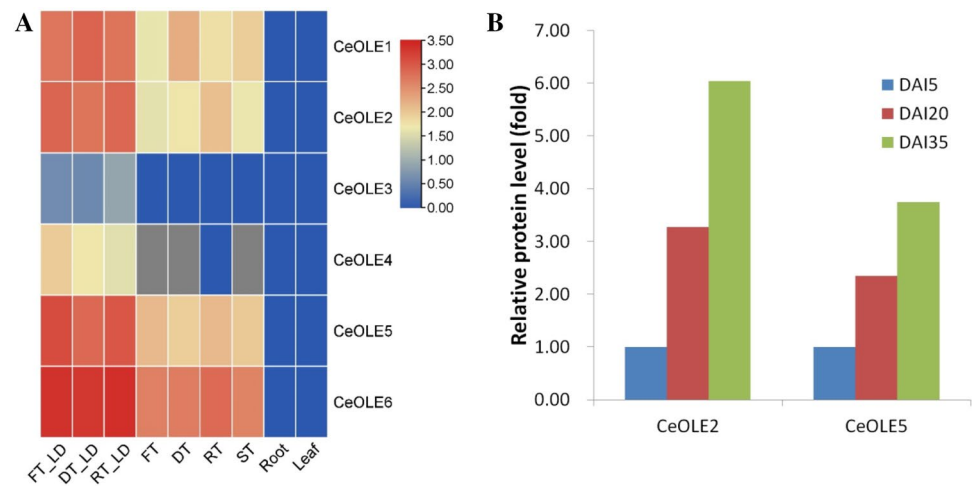 A
CeOLE1
CeOLE2
CeOLE3
CeOLE4
CeOLE5
CeOLE6
3.50
3.00
2.50
2.00
1.50
1.00
0.50
0.00
FT_LD
DT_LD
RT_LD
FT
DT
RT
ST
Root
Leaf
B
Relative protein level (fold)
7.00
6.00
5.00
4.00
3.00
2.00
1.00
0.00
DAI5
DAI20
DAI35
CeOLE2
CeOLE5